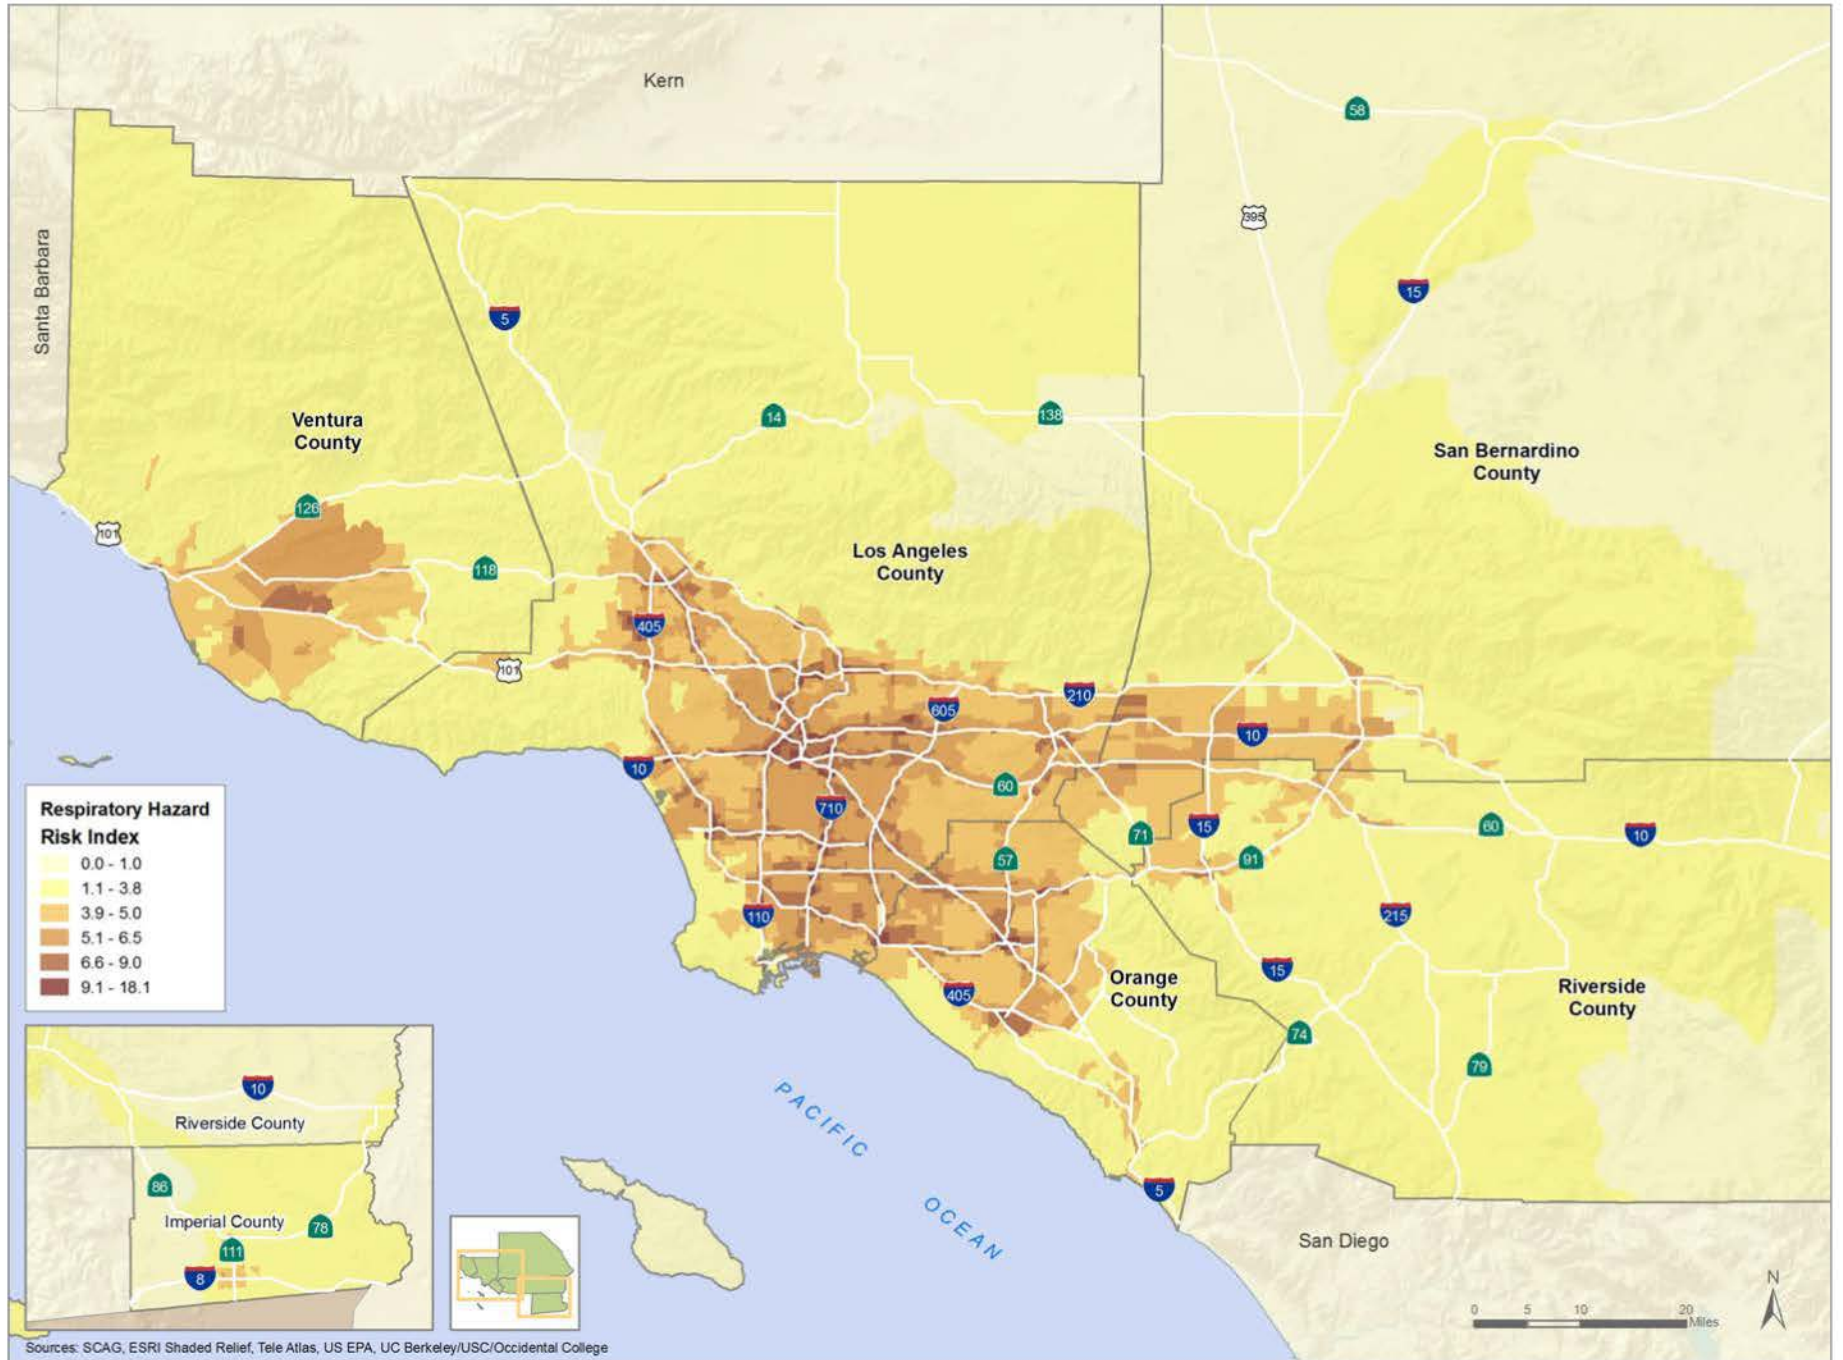 Kern
58
395
Santa Barbara
15
5
Ventura
County
14
138
San Bernardino
County
126
101
118
Los Angeles
County
405
101
210
605
10
10
60
710
71
15
60
10
57
91
110
215
405
Orange
County
15
Riverside
County
74
79
5
PACIFIC
OCEAN
San Diego
Respiratory Hazard
Risk Index
0.0 - 1.0
1.1 - 3.8
3.9 - 5.0
5.1 - 6.5
6.6 - 9.0
9.1 - 18.1
10
Riverside County
86
Imperial County
78
111
8
N
0 5 10 20
Miles
Sources: SCAG, ESRI Shaded Relief, Tele Atlas, US EPA, UC Berkeley/USC/Occidental College